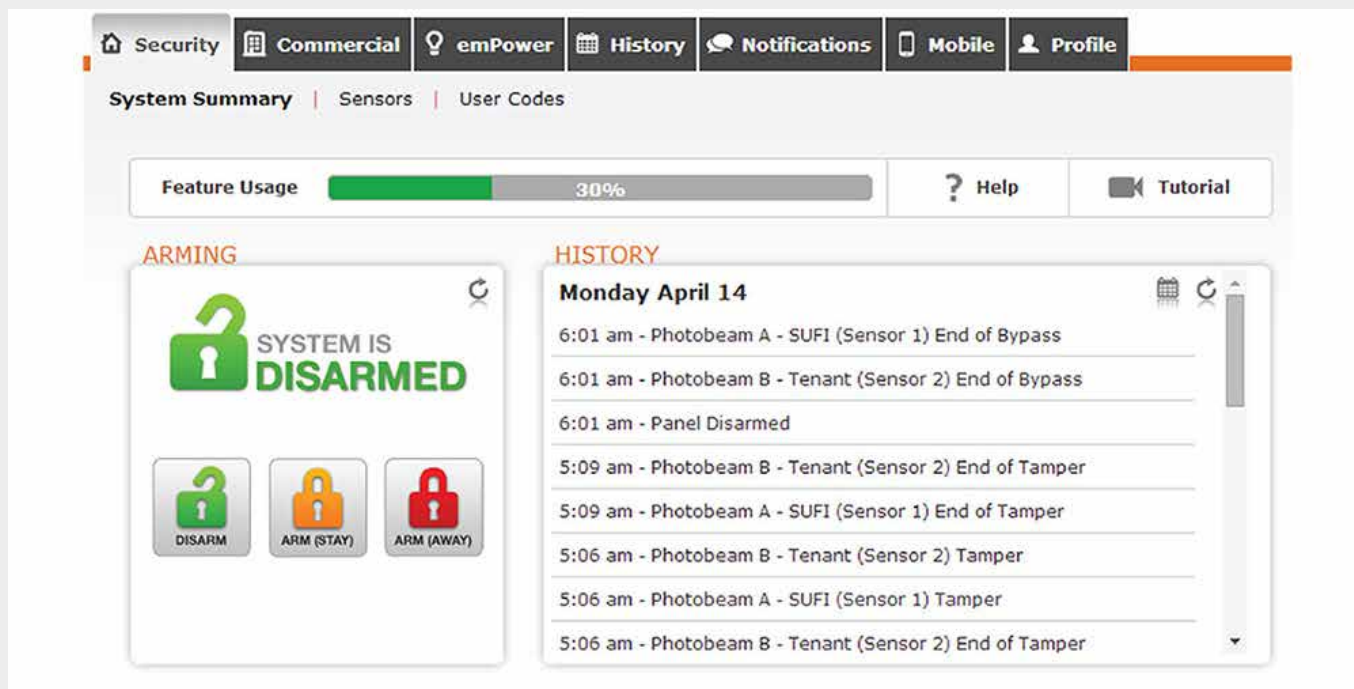 Security Commercial emPower History Notifications Mobile Profile
System Summary | Sensors | User Codes
Feature Usage 30% ? Help Tutorial
ARMING
SYSTEM IS
DISARMED
DISARM ARM (STAY) ARM (AWAY)
HISTORY
Monday April 14
6:01 am - Photobeam A - SUFI (Sensor 1) End of Bypass
6:01 am - Photobeam B - Tenant (Sensor 2) End of Bypass
6:01 am - Panel Disarmed
5:09 am - Photobeam B - Tenant (Sensor 2) End of Tamper
5:09 am - Photobeam A - SUFI (Sensor 1) End of Tamper
5:06 am - Photobeam B - Tenant (Sensor 2) Tamper
5:06 am - Photobeam A - SUFI (Sensor 1) Tamper
5:06 am - Photobeam B - Tenant (Sensor 2) End of Tamper